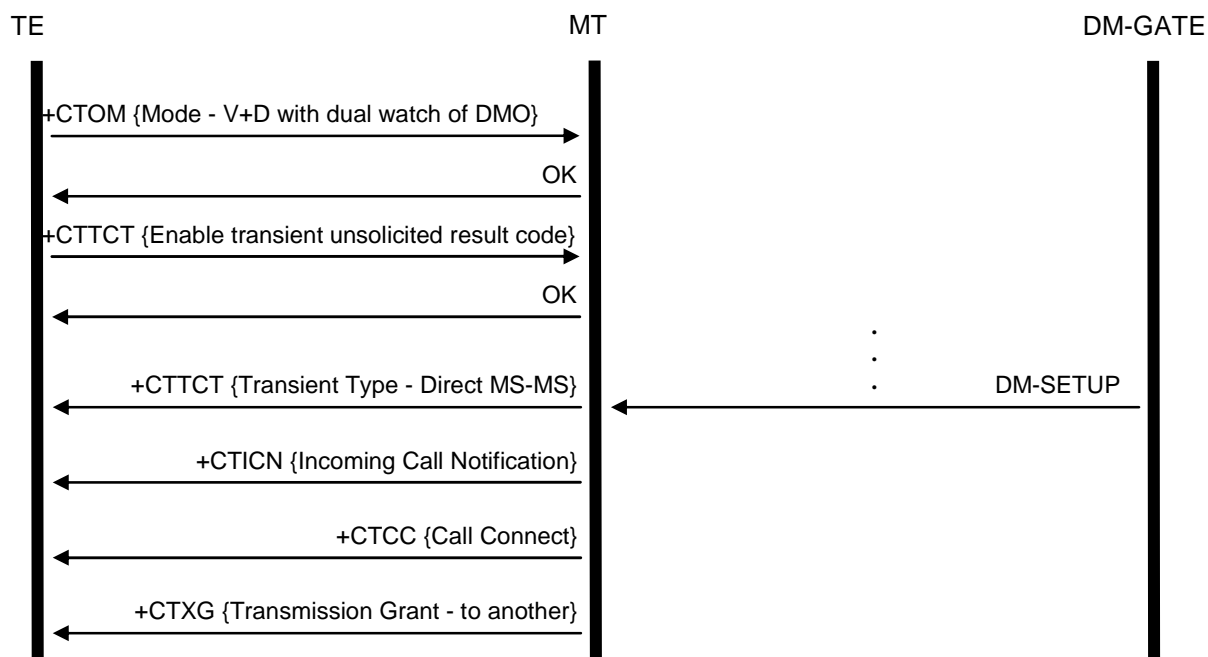 TE MT DM-GATE
+CTOM {Mode - V+D with dual watch of DMO}
OK
+CTTCT {Enable transient unsolicited result code}
OK
+CTTCT {Transient Type - Direct MS-MS} DM-SETUP
+CTICN {Incoming Call Notification}
+CTCC {Call Connect}
+CTXG {Transmission Grant - to another}